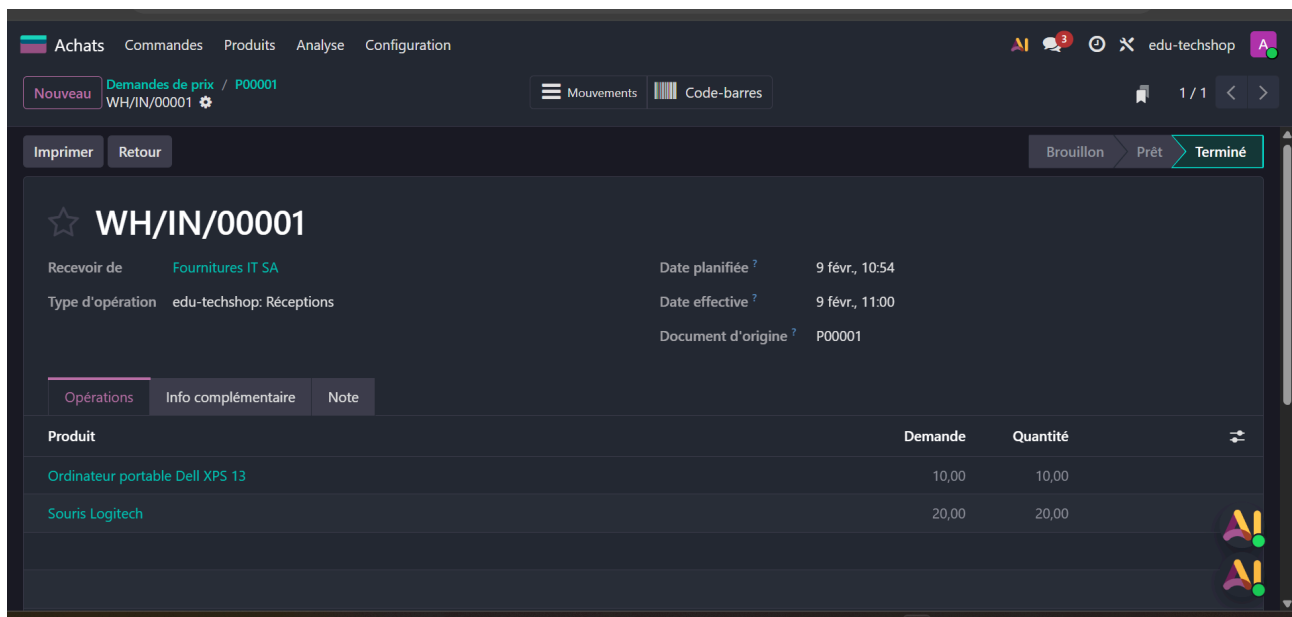 Achats Commandes Produits Analyse Configuration 3 edu-techshop A
Nouveau Demandes de prix / P00001 Mouvements Code-barres 1 / 1
WH/IN/00001
Imprimer Retour Brouillon Prêt Terminé
WH/IN/00001
Recevoir de Fournitures IT SA Date planifiée ? 9 févr., 10:54
Type d'opération edu-techshop: Réceptions Date effective ? 9 févr., 11:00
Document d'origine ? P00001
Opérations Info complémentaire Note
Produit Demande Quantité
Ordinateur portable Dell XPS 13 10,00 10,00
Souris Logitech 20,00 20,00